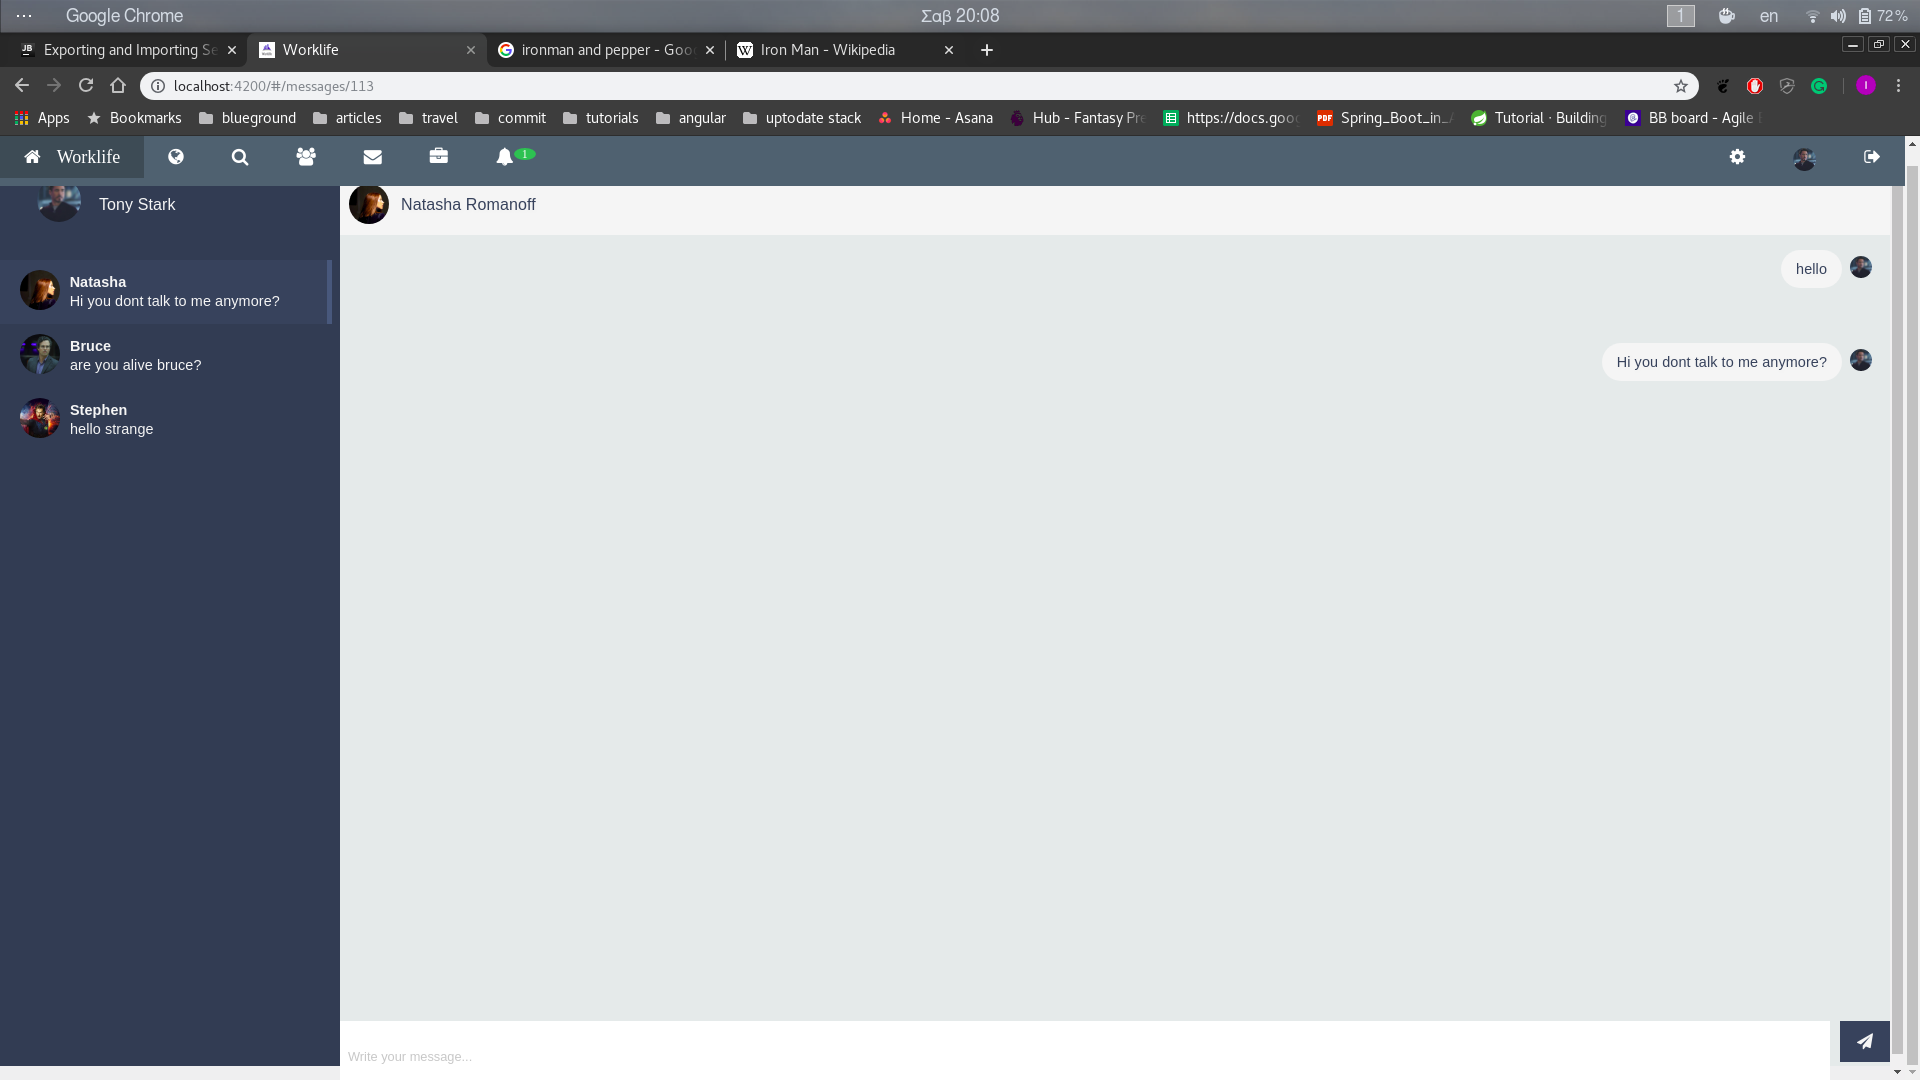 Google Chrome
Σαβ 20:08
1
en
72%
Exporting and Importing Se
Worklife
ironman and pepper - Goo
Iron Man - Wikipedia
localhost:4200/#/messages/113
Apps
Bookmarks
blueground
articles
travel
commit
tutorials
angular
uptodate stack
Home - Asana
Hub - Fantasy Pre
https://docs.goo
Spring_Boot_in_
Tutorial · Building
BB board - Agile
Worklife
1
Tony Stark
Natasha Romanoff
Natasha
Hi you dont talk to me anymore?
Bruce
are you alive bruce?
Stephen
hello strange
hello
Hi you dont talk to me anymore?
Write your message...